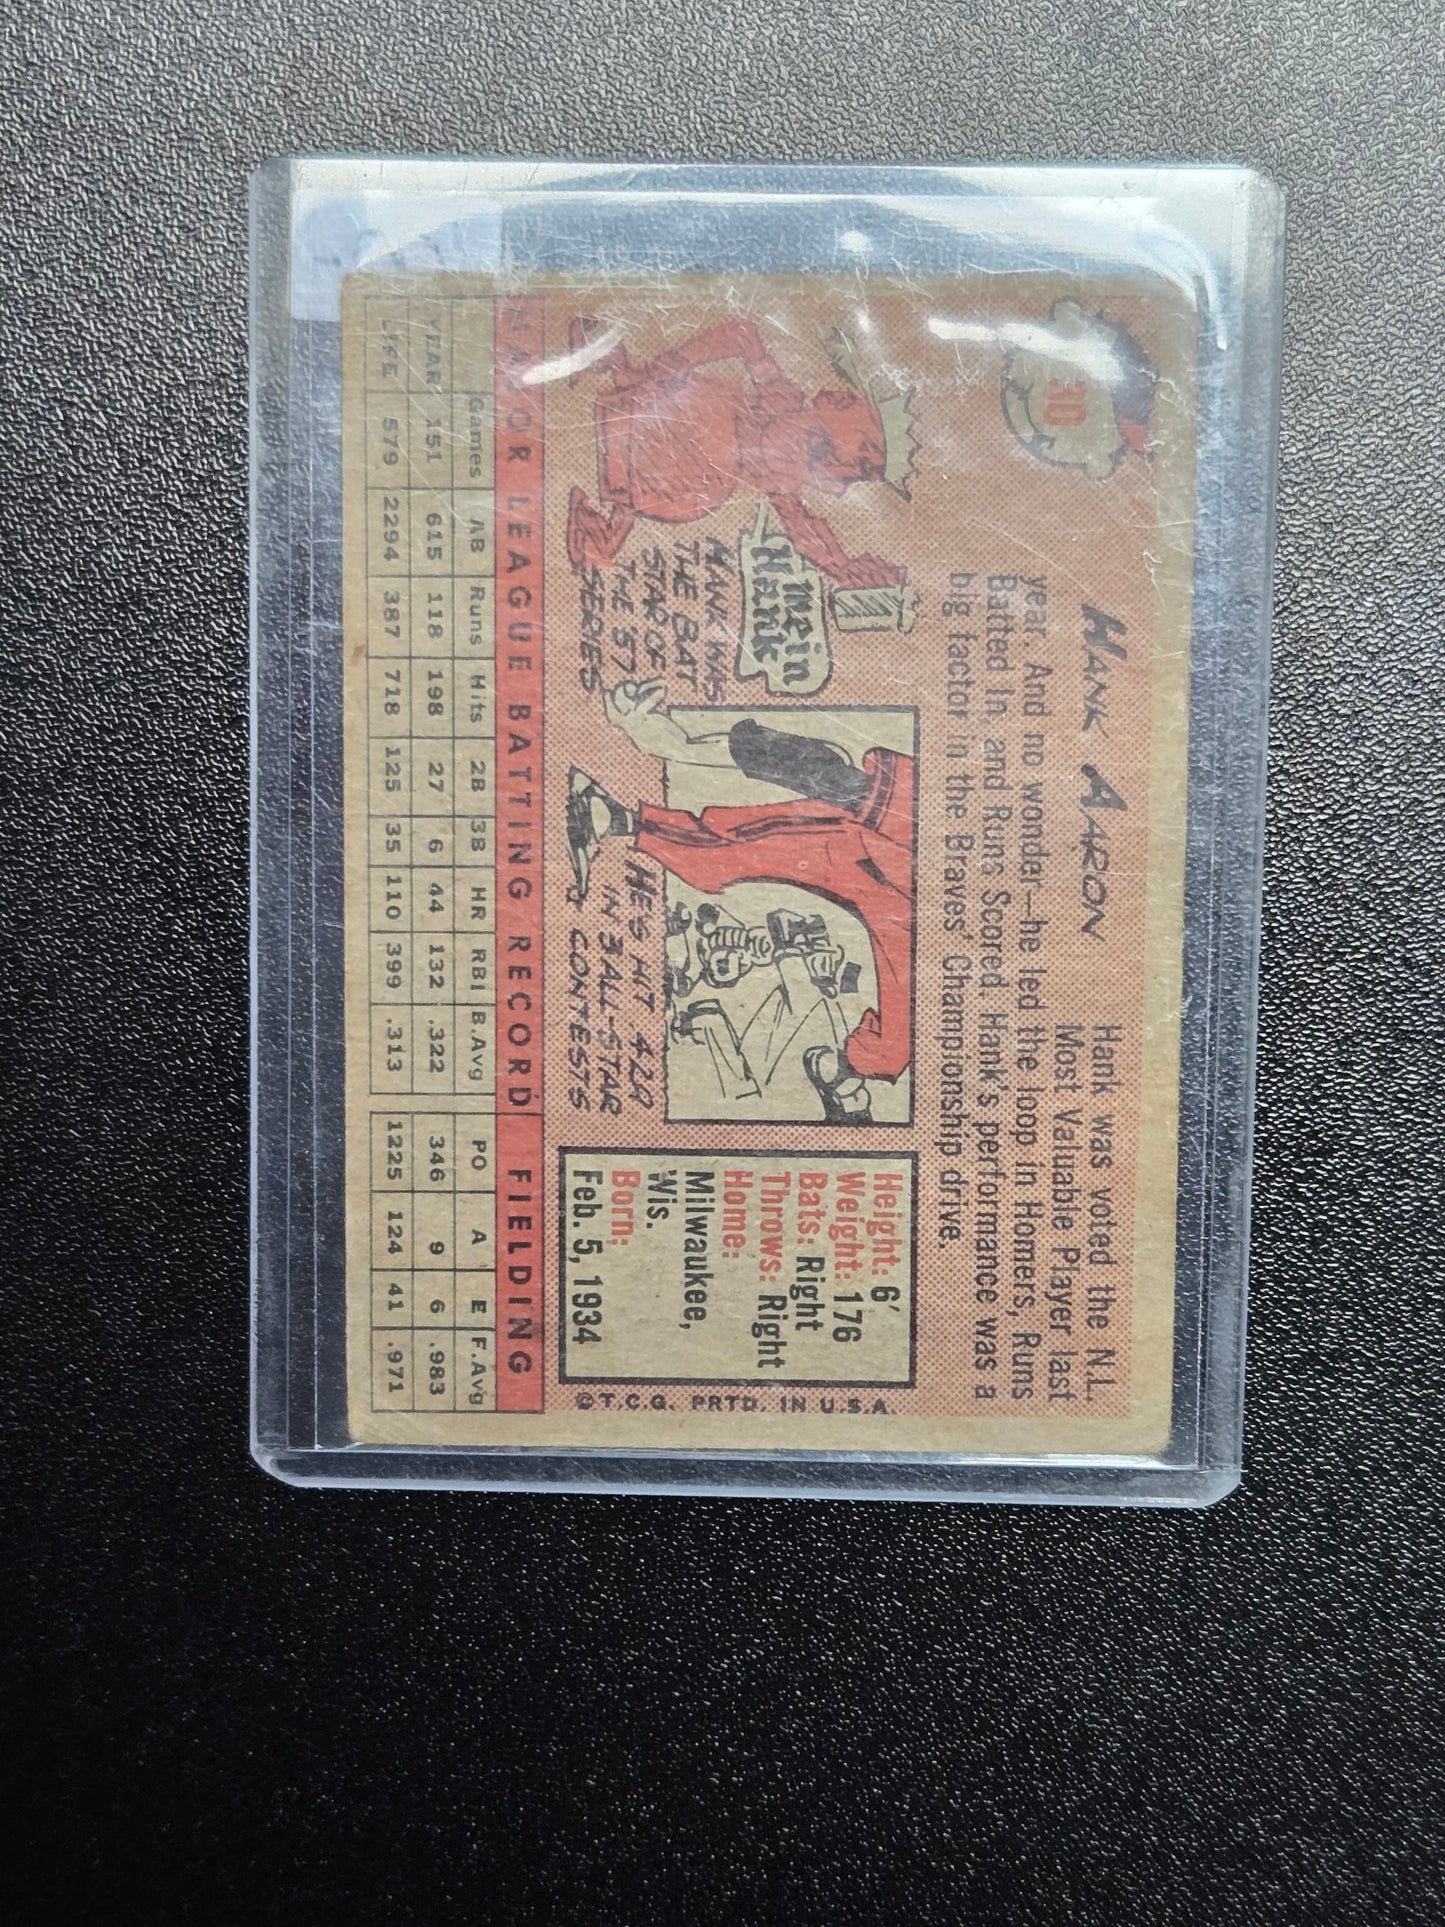 30
HANK AARON
Hank was voted the N.L.
Most Valuable Player last
year. And no wonder—he led the loop in Homers, Runs
Batted In, and Runs Scored. Hank's performance was a
big factor in the Braves' Championship drive.
mein
Hank
HANK WAS
THE BAT
STAR OF
THE '57
SERIES
HE'S HIT .429
IN 3 ALL-STAR
CONTESTS
Height: 6'
Weight: 176
Bats: Right
Throws: Right
Home:
Milwaukee,
Wis.
Born:
Feb. 5, 1934
© T.C.G. PRTD. IN U.S.A.
MAJOR LEAGUE BATTING RECORD FIELDING
Games AB Runs Hits 2B 3B HR RBI B.Avg PO A E F.Avg
YEAR 151 615 118 198 27 6 44 132 .322 346 9 6 .983
LIFE 579 2294 387 718 125 35 110 399 .313 1225 124 41 .971